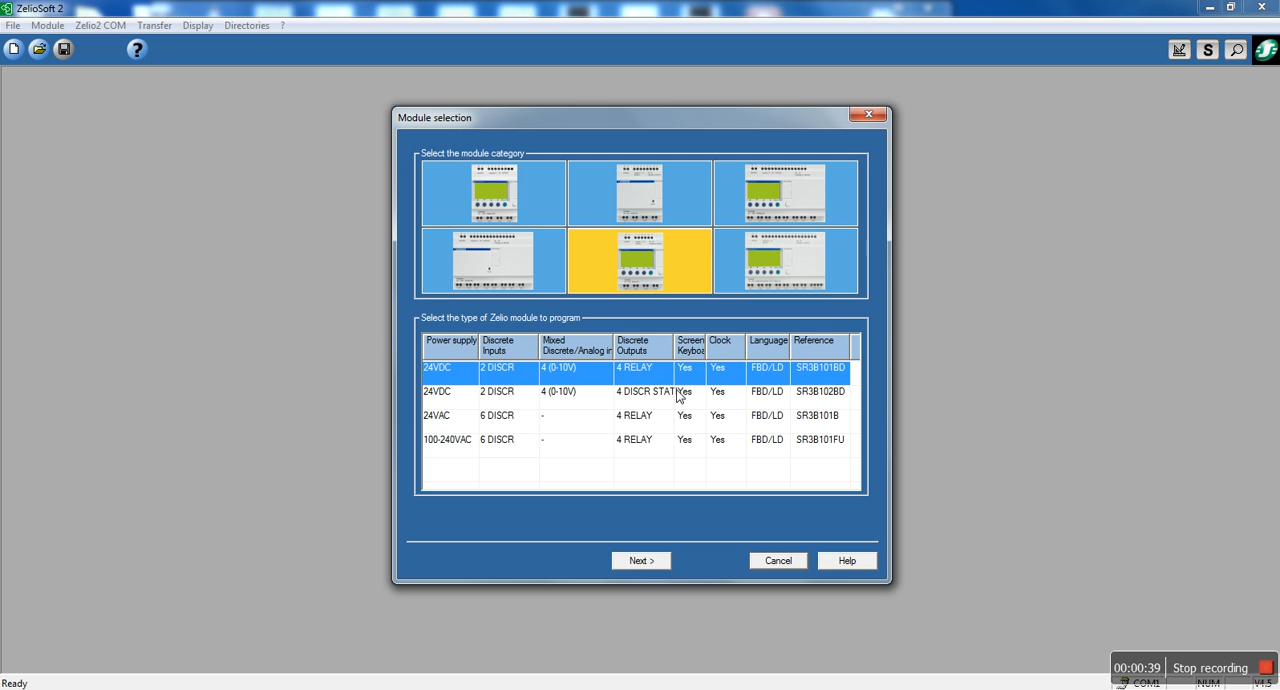 ZelioSoft 2
File Module Zelio2 COM Transfer Display Directories ?
?
S
Module selection
Select the module category
Select the type of Zelio module to program
Power supply Discrete Inputs Mixed Discrete/Analog in Discrete Outputs Screen Keyboa Clock Language Reference
24VDC 2 DISCR 4 (0-10V) 4 RELAY Yes Yes FBD/LD SR3B101BD
24VDC 2 DISCR 4 (0-10V) 4 DISCR STATI Yes Yes FBD/LD SR3B102BD
24VAC 6 DISCR - 4 RELAY Yes Yes FBD/LD SR3B101B
100-240VAC 6 DISCR - 4 RELAY Yes Yes FBD/LD SR3B101FU
Next > Cancel Help
00:00:39 Stop recording
Ready COM1 NUM V4.5